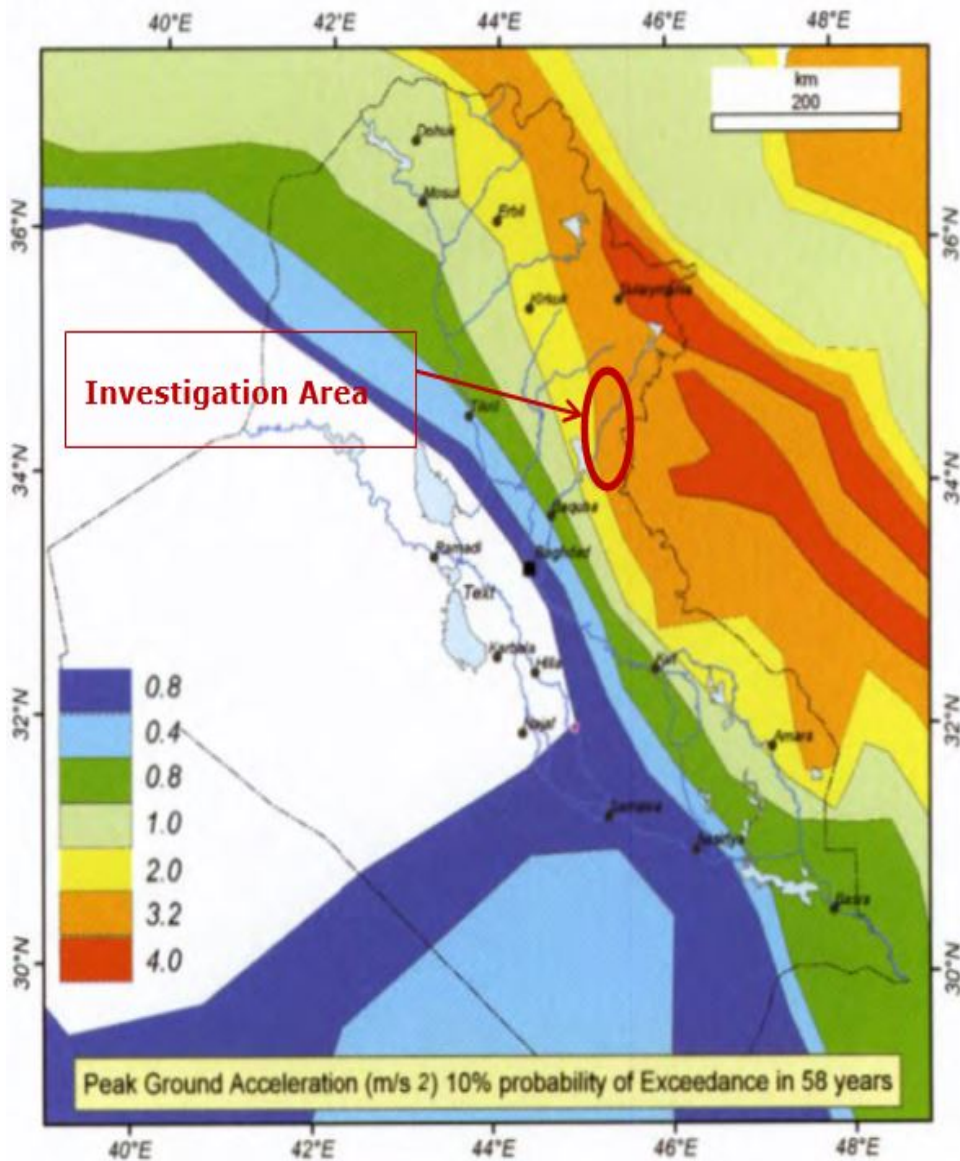 40°E 42°E 44°E 46°E 48°E
km
200
Dohuk
Mosul
Erbil
36°N 36°N
Kirkuk
Investigation Area
34°N 34°N
Baquba
Baghdad
Ramadi
Text
Karbala
Hilla
Kut
0.8
0.4
32°N 32°N
Najaf
Amara
0.8
1.0
Samawa
2.0
3.2
Basra
4.0
30°N 30°N
Peak Ground Acceleration (m/s 2) 10% probability of Exceedance in 58 years
40°E 42°E 44°E 46°E 48°E